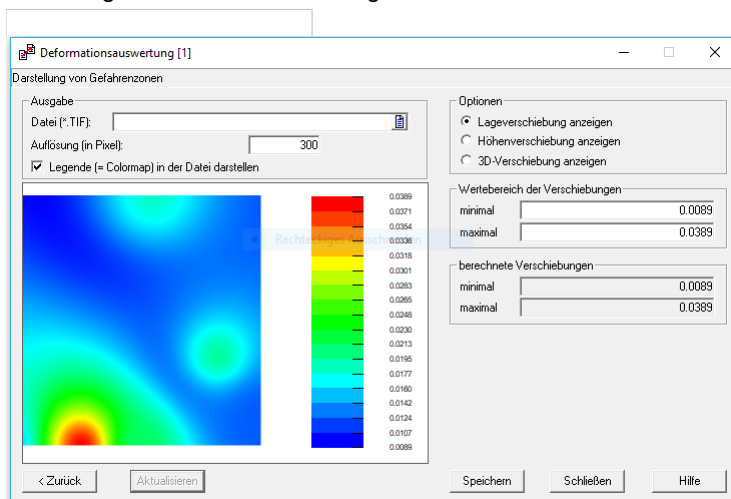 Deformationsauswertung [1]
Darstellung von Gefahrenzonen
Ausgabe
Datei (*.TIF):
Auflösung (in Pixel): 300
Legende (= Colormap) in der Datei darstellen
Rechteckiges Ausschneiden
0.0389
0.0371
0.0354
0.0336
0.0318
0.0301
0.0283
0.0265
0.0248
0.0230
0.0213
0.0195
0.0177
0.0160
0.0142
0.0124
0.0107
0.0089
Optionen
Lageverschiebung anzeigen
Höhenverschiebung anzeigen
3D-Verschiebung anzeigen
Wertebereich der Verschiebungen
minimal 0.0089
maximal 0.0389
berechnete Verschiebungen
minimal 0.0089
maximal 0.0389
< Zurück Aktualisieren Speichern Schließen Hilfe